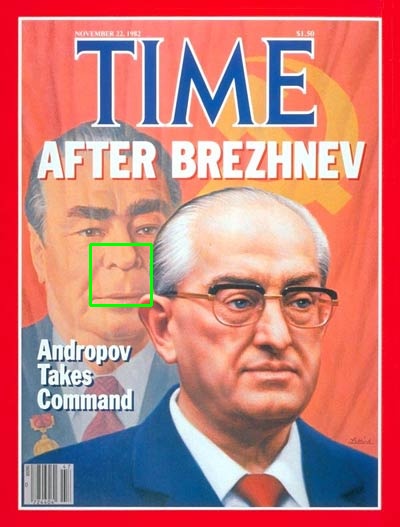 NOVEMBER 22, 1982 $1.50
TIME
AFTER BREZHNEV
Andropov
Takes
Command